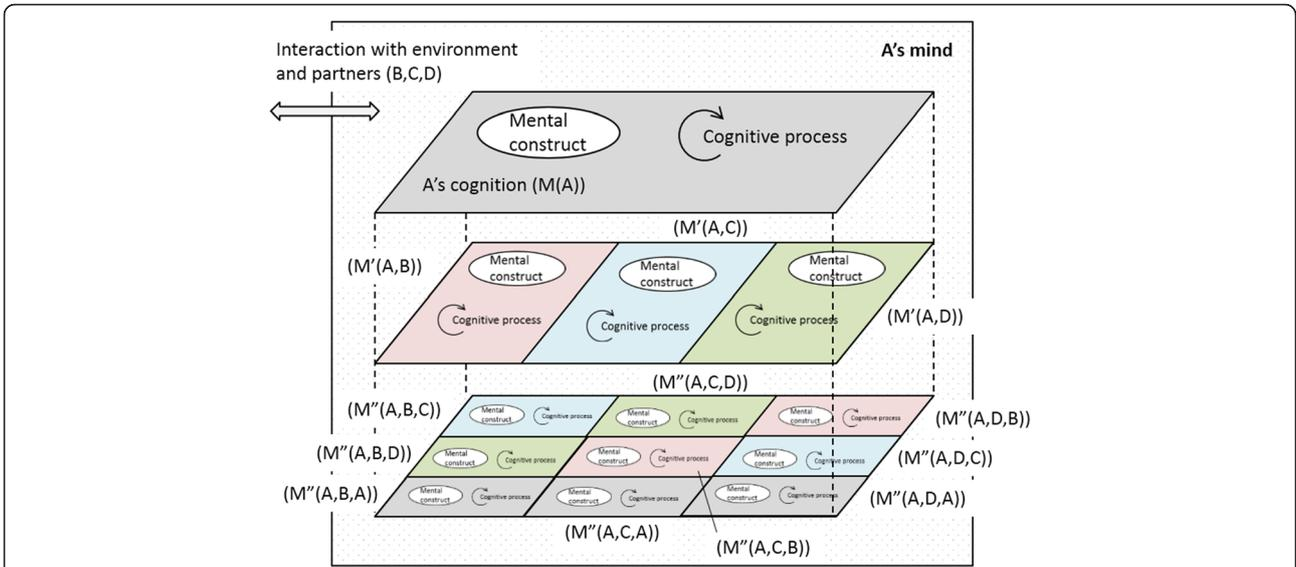 Interaction with environment
and partners (B,C,D)
A’s mind
Mental
construct
Cognitive process
A’s cognition (M(A))
(M’(A,C))
(M’(A,B))
Mental
construct
Mental
construct
Mental
construct
Cognitive process
Cognitive process
Cognitive process
(M’(A,D))
(M’’(A,C,D))
(M’’(A,B,C))
Mental
construct
Cognitive process
Mental
construct
Cognitive process
Mental
construct
Cognitive process
(M’’(A,D,B))
(M’’(A,B,D))
Mental
construct
Cognitive process
Mental
construct
Cognitive process
Mental
construct
Cognitive process
(M’’(A,D,C))
(M’’(A,B,A))
Mental
construct
Cognitive process
Mental
construct
Cognitive process
Mental
construct
Cognitive process
(M’’(A,D,A))
(M’’(A,C,A))
(M’’(A,C,B))